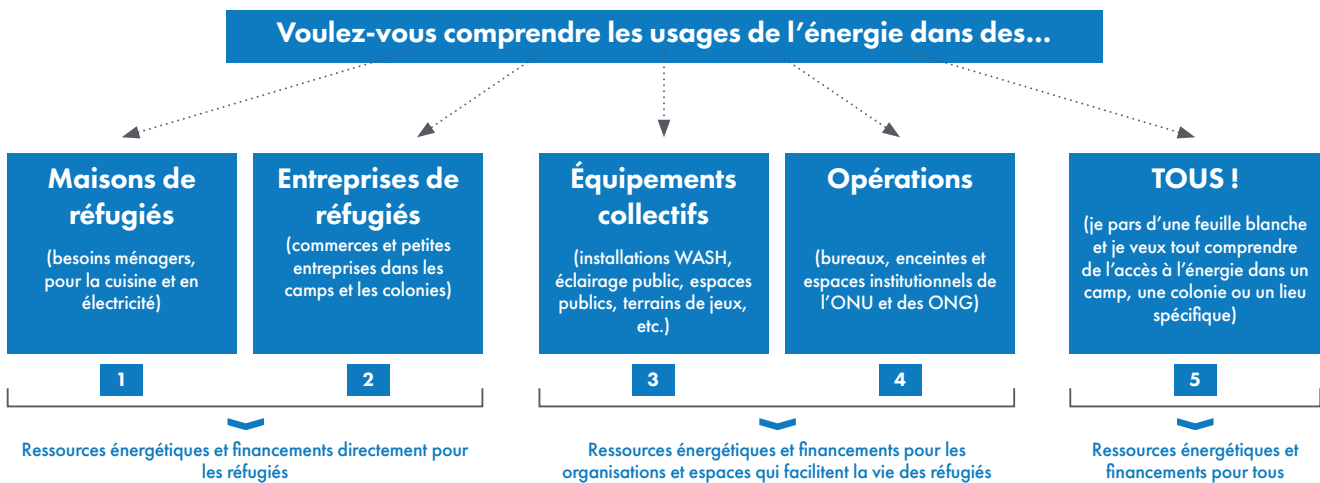 Voulez-vous comprendre les usages de l’énergie dans des...
Maisons de
réfugiés
(besoins ménagers,
pour la cuisine et en
électricité)
1
Entreprises de
réfugiés
(commerces et petites
entreprises dans les
camps et les colonies)
2
Équipements
collectifs
(installations WASH,
éclairage public, espaces
publics, terrains de jeux,
etc.)
3
Opérations
(bureaux, enceintes et
espaces institutionnels de
l’ONU et des ONG)
4
TOUS !
(je pars d’une feuille blanche
et je veux tout comprendre
de l’accès à l’énergie dans un
camp, une colonie ou un lieu
spécifique)
5
Ressources énergétiques et financements directement pour
les réfugiés
Ressources énergétiques et financements pour les
organisations et espaces qui facilitent la vie des réfugiés
Ressources énergétiques et
financements pour tous